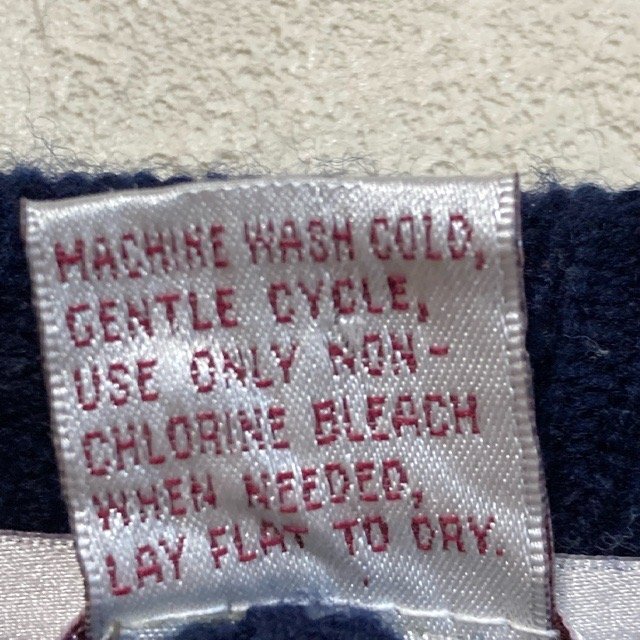 MACHINE WASH COLD,
GENTLE CYCLE,
USE ONLY NON-
CHLORINE BLEACH
WHEN NEEDED,
LAY FLAT TO DRY.